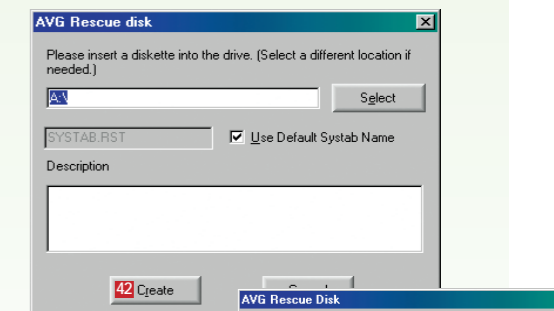 AVG Rescue disk
Please insert a diskette into the drive. (Select a different location if
needed.)
A:\
Select
SYSTAB.RST
Use Default Systab Name
Description
42 Create
AVG Rescue Disk